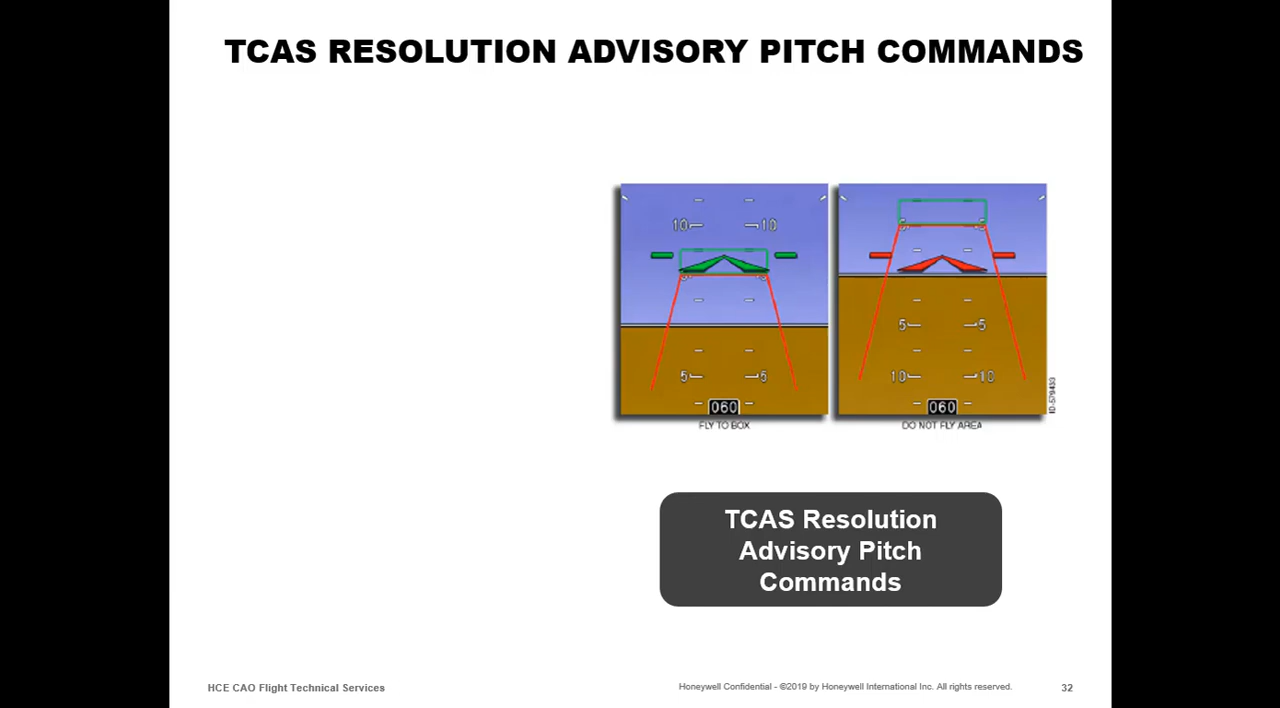 TCAS RESOLUTION ADVISORY PITCH COMMANDS
10 10
5 5
060
FLY TO BOX
5 5
10 10
060
DO NOT FLY AREA
ID-579433
TCAS Resolution
Advisory Pitch
Commands
HCE CAO Flight Technical Services
Honeywell Confidential - ©2019 by Honeywell International Inc. All rights reserved.
32